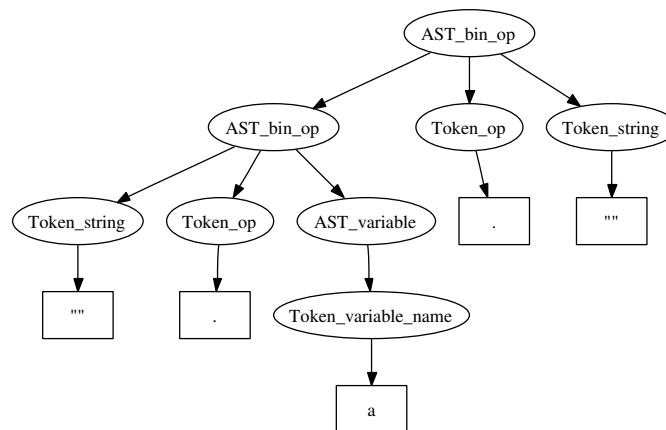 AST_bin_op
AST_bin_op
Token_op
Token_string
Token_string
Token_op
AST_variable
.
""
""
.
Token_variable_name
a